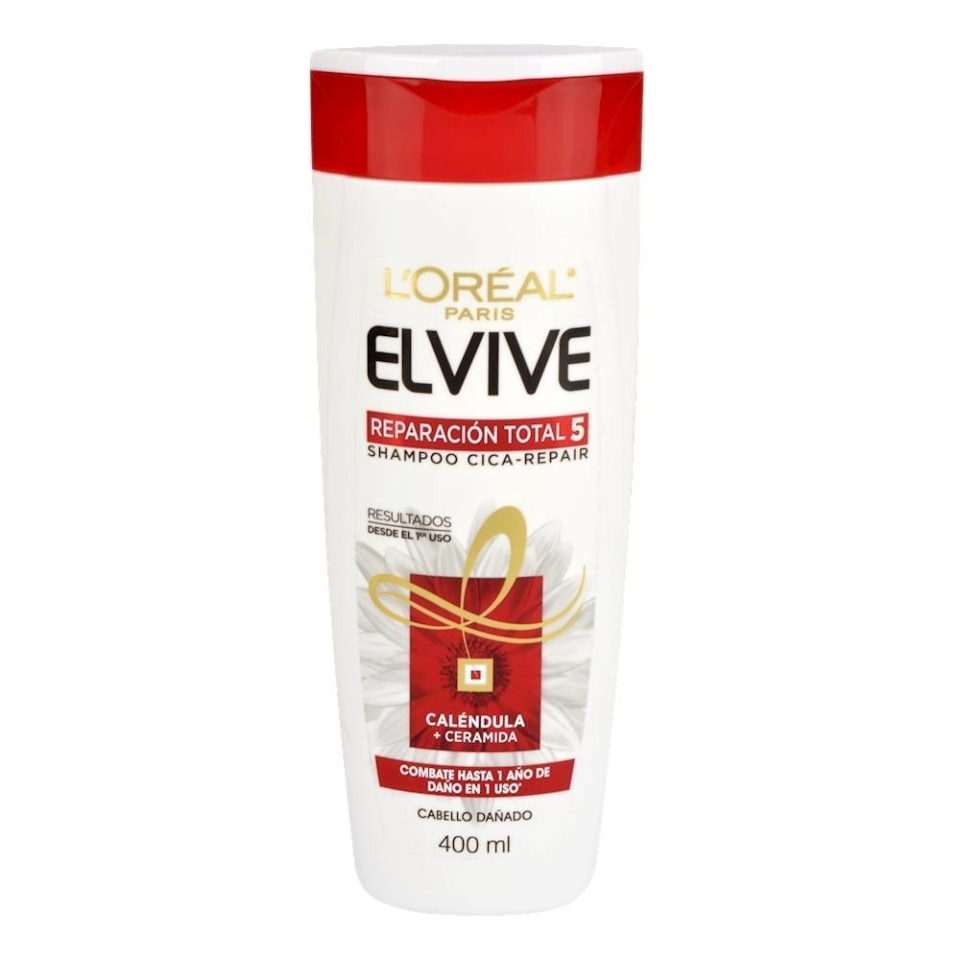 L'ORÉAL
PARIS
ELVIVE
REPARACIÓN TOTAL 5
SHAMPOO CICA-REPAIR
RESULTADOS
DESDE EL 1ER USO
CALÉNDULA
+ CERAMIDA
COMBATE HASTA 1 AÑO DE
DAÑO EN 1 USO*
CABELLO DAÑADO
400 ml